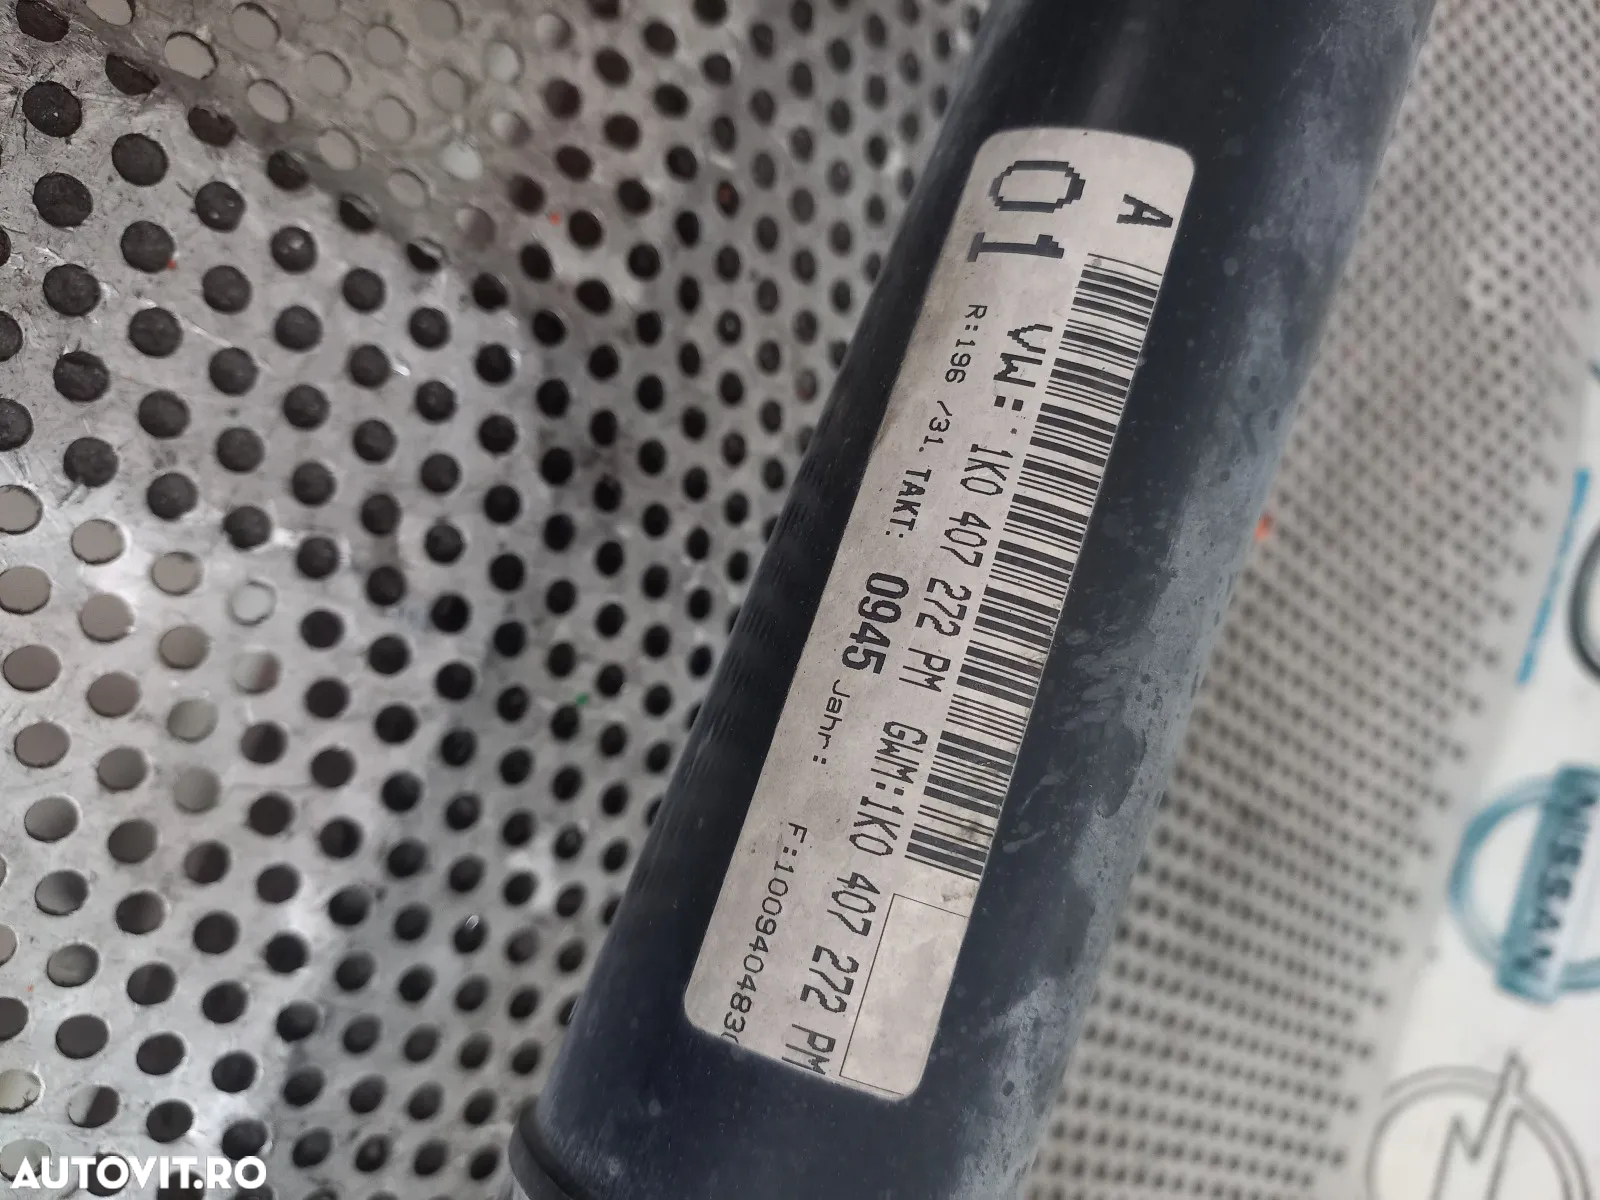 A
01 VW: 1K0 407 272 PM GWM:1K0 407 272 PM
R:196 /31. TAKT: 0945 Jahr: F:100940483
NISSAN
AUTOVIT.RO